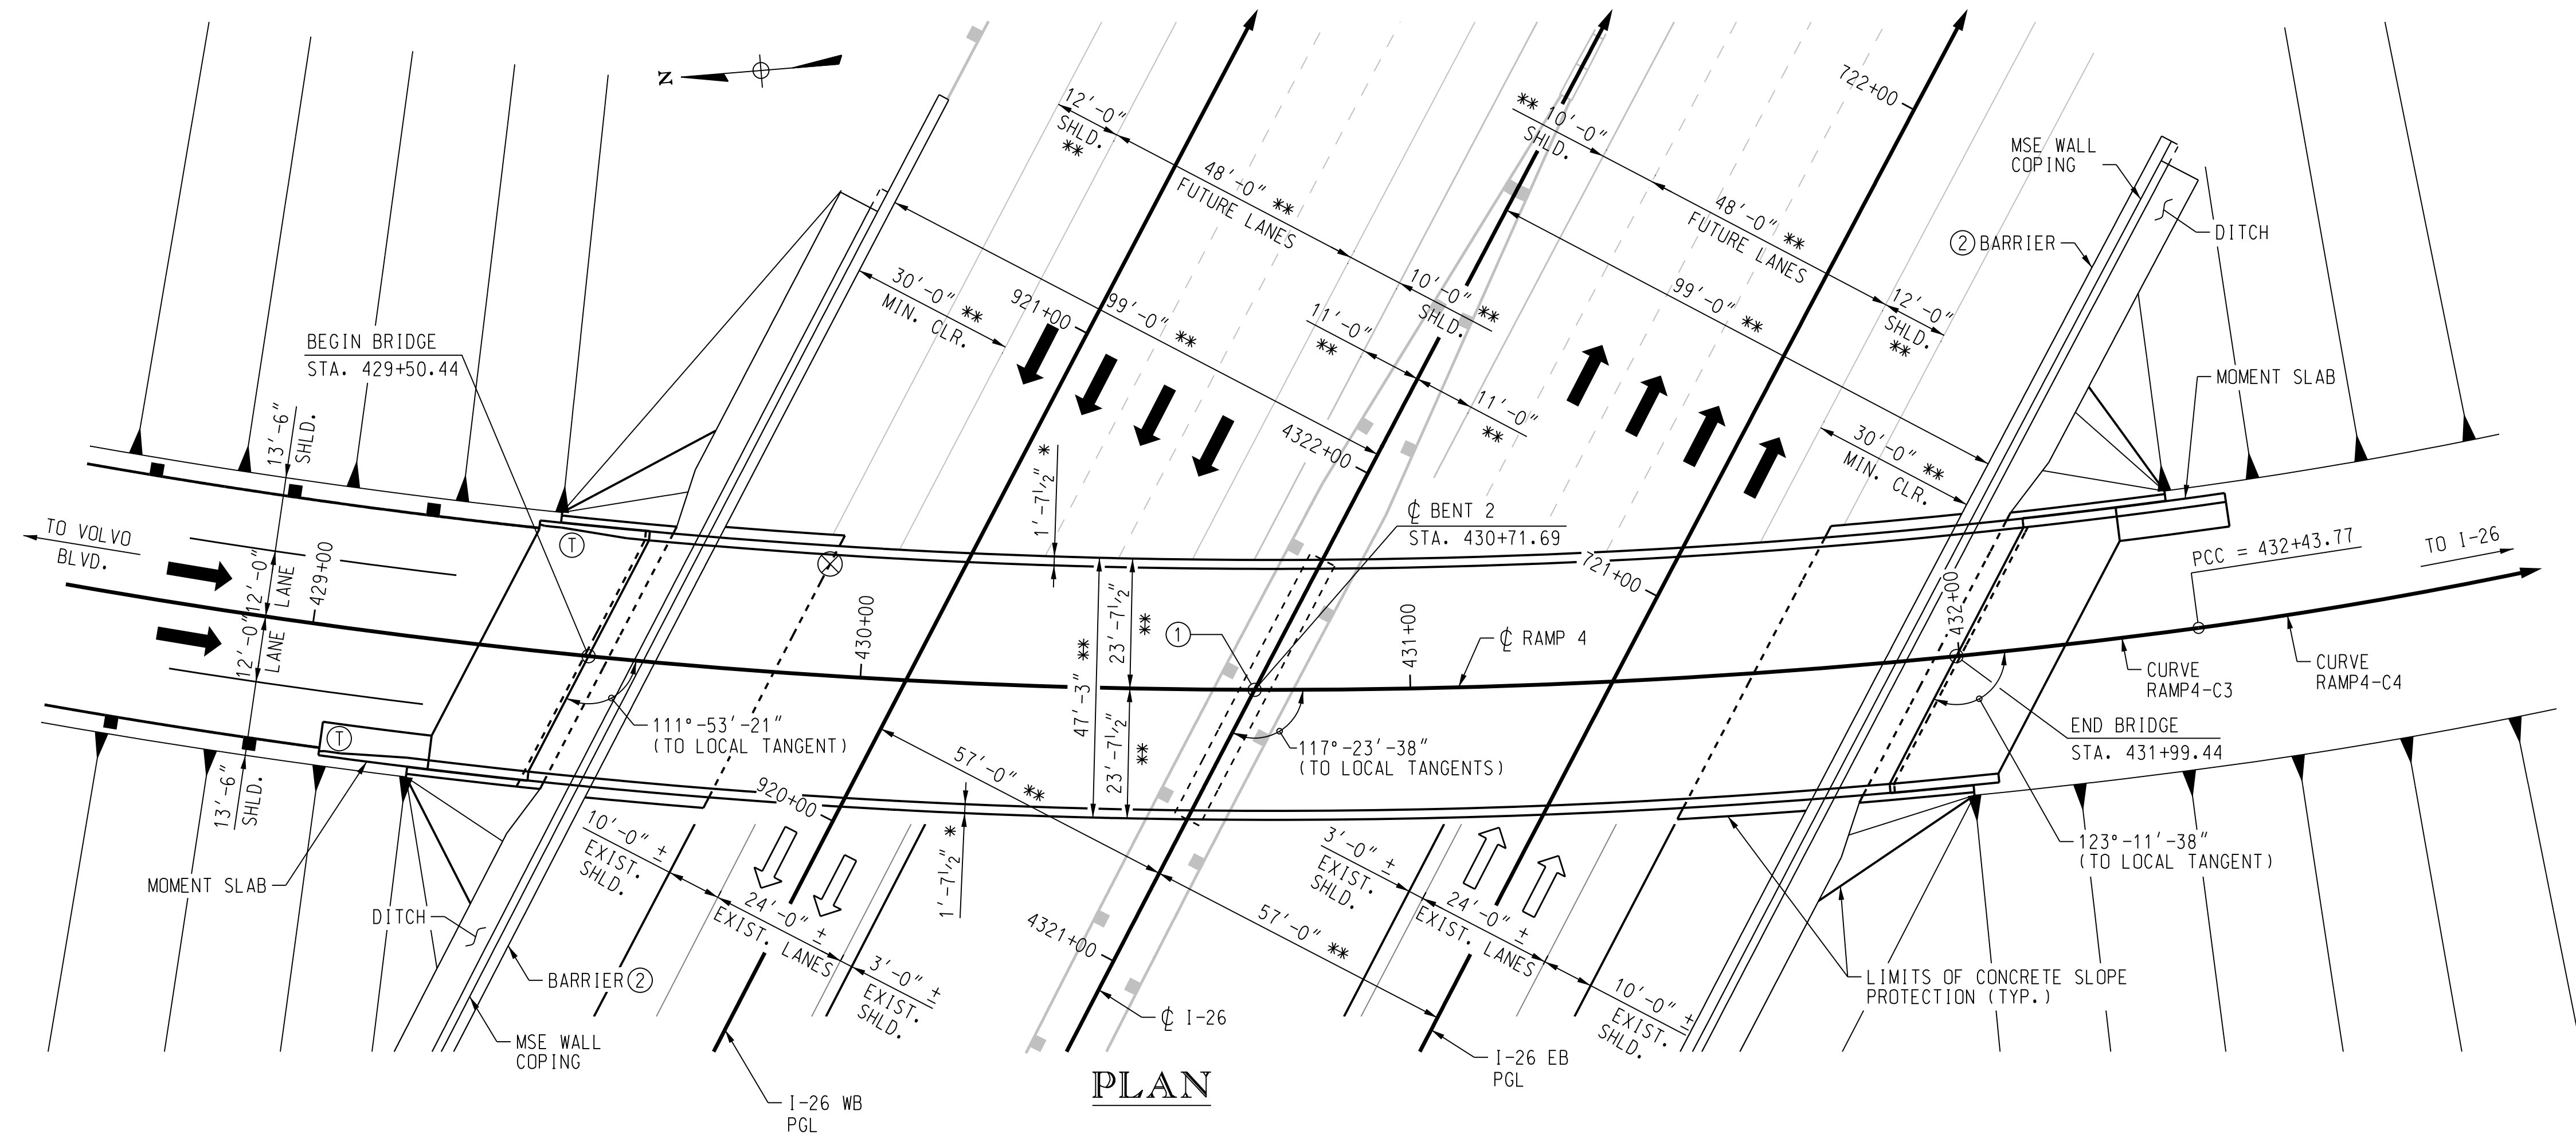 N
12'-0"
SHLD.
**
48'-0" **
FUTURE LANES
10'-0" **
SHLD.
** 10'-0"
SHLD.
48'-0" **
FUTURE LANES
12'-0"
SHLD.
**
722+00
MSE WALL
COPING
② BARRIER
DITCH
MOMENT SLAB
30'-0" **
MIN. CLR.
921+00
99'-0" **
11'-0"
**
11'-0"
**
99'-0" **
30'-0" **
MIN. CLR.
4322+00
BEGIN BRIDGE
STA. 429+50.44
13'-6"
SHLD.
TO VOLVO
BLVD.
12'-0"
LANE
12'-0"
LANE
429+00
T
1'-7½" *
℄ BENT 2
STA. 430+71.69
721+00
PCC = 432+43.77
TO I-26
430+00
47'-3" **
23'-7½"
**
23'-7½"
**
①
431+00
℄ RAMP 4
432+00
CURVE
RAMP4-C3
CURVE
RAMP4-C4
T
111°-53'-21"
(TO LOCAL TANGENT)
57'-0" **
117°-23'-38"
(TO LOCAL TANGENTS)
END BRIDGE
STA. 431+99.44
13'-6"
SHLD.
920+00
1'-7½" *
123°-11'-38"
(TO LOCAL TANGENT)
MOMENT SLAB
DITCH
BARRIER ②
MSE WALL
COPING
10'-0" ±
EXIST.
SHLD.
24'-0" ±
EXIST. LANES
3'-0" ±
EXIST.
SHLD.
4321+00
57'-0" **
3'-0" ±
EXIST.
SHLD.
24'-0" ±
EXIST. LANES
10'-0" ±
EXIST.
SHLD.
LIMITS OF CONCRETE SLOPE
PROTECTION (TYP.)
℄ I-26
I-26 EB
PGL
I-26 WB
PGL
PLAN